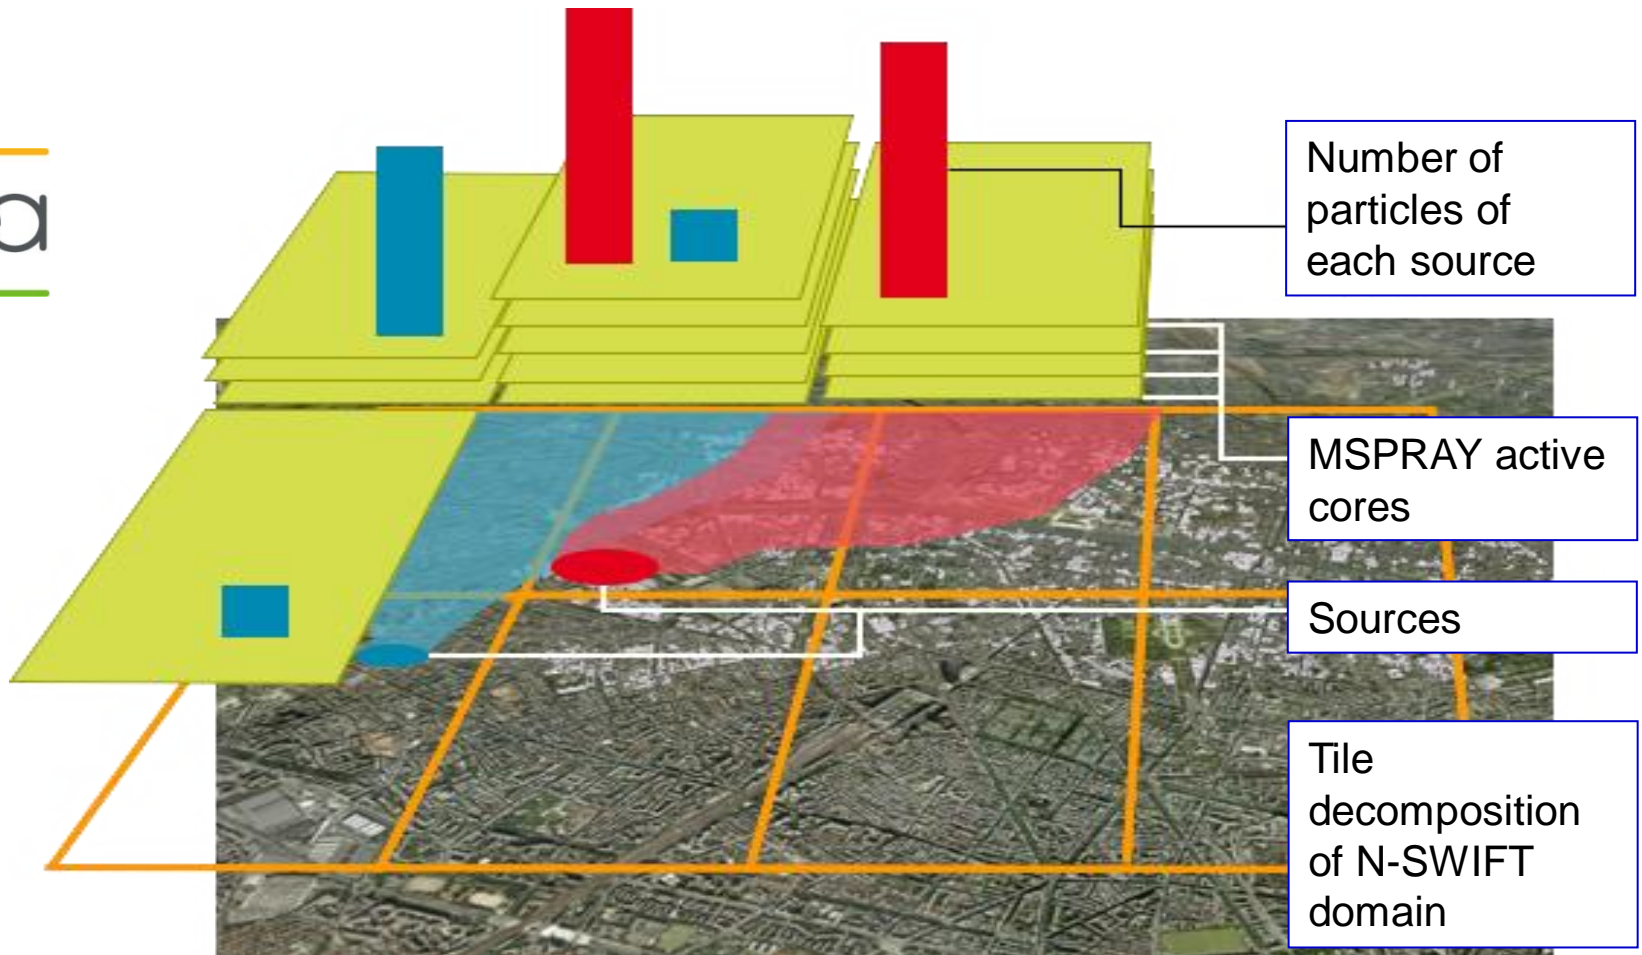 a
Number of
particles of
each source
MSPRAY active
cores
Sources
Tile
decomposition
of N-SWIFT
domain